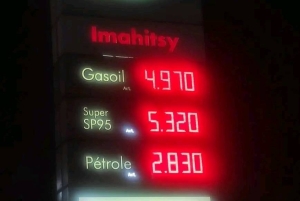 Imahitsy
Gasoil 4.970
Super
SP95 5.320
Pétrole 2.830